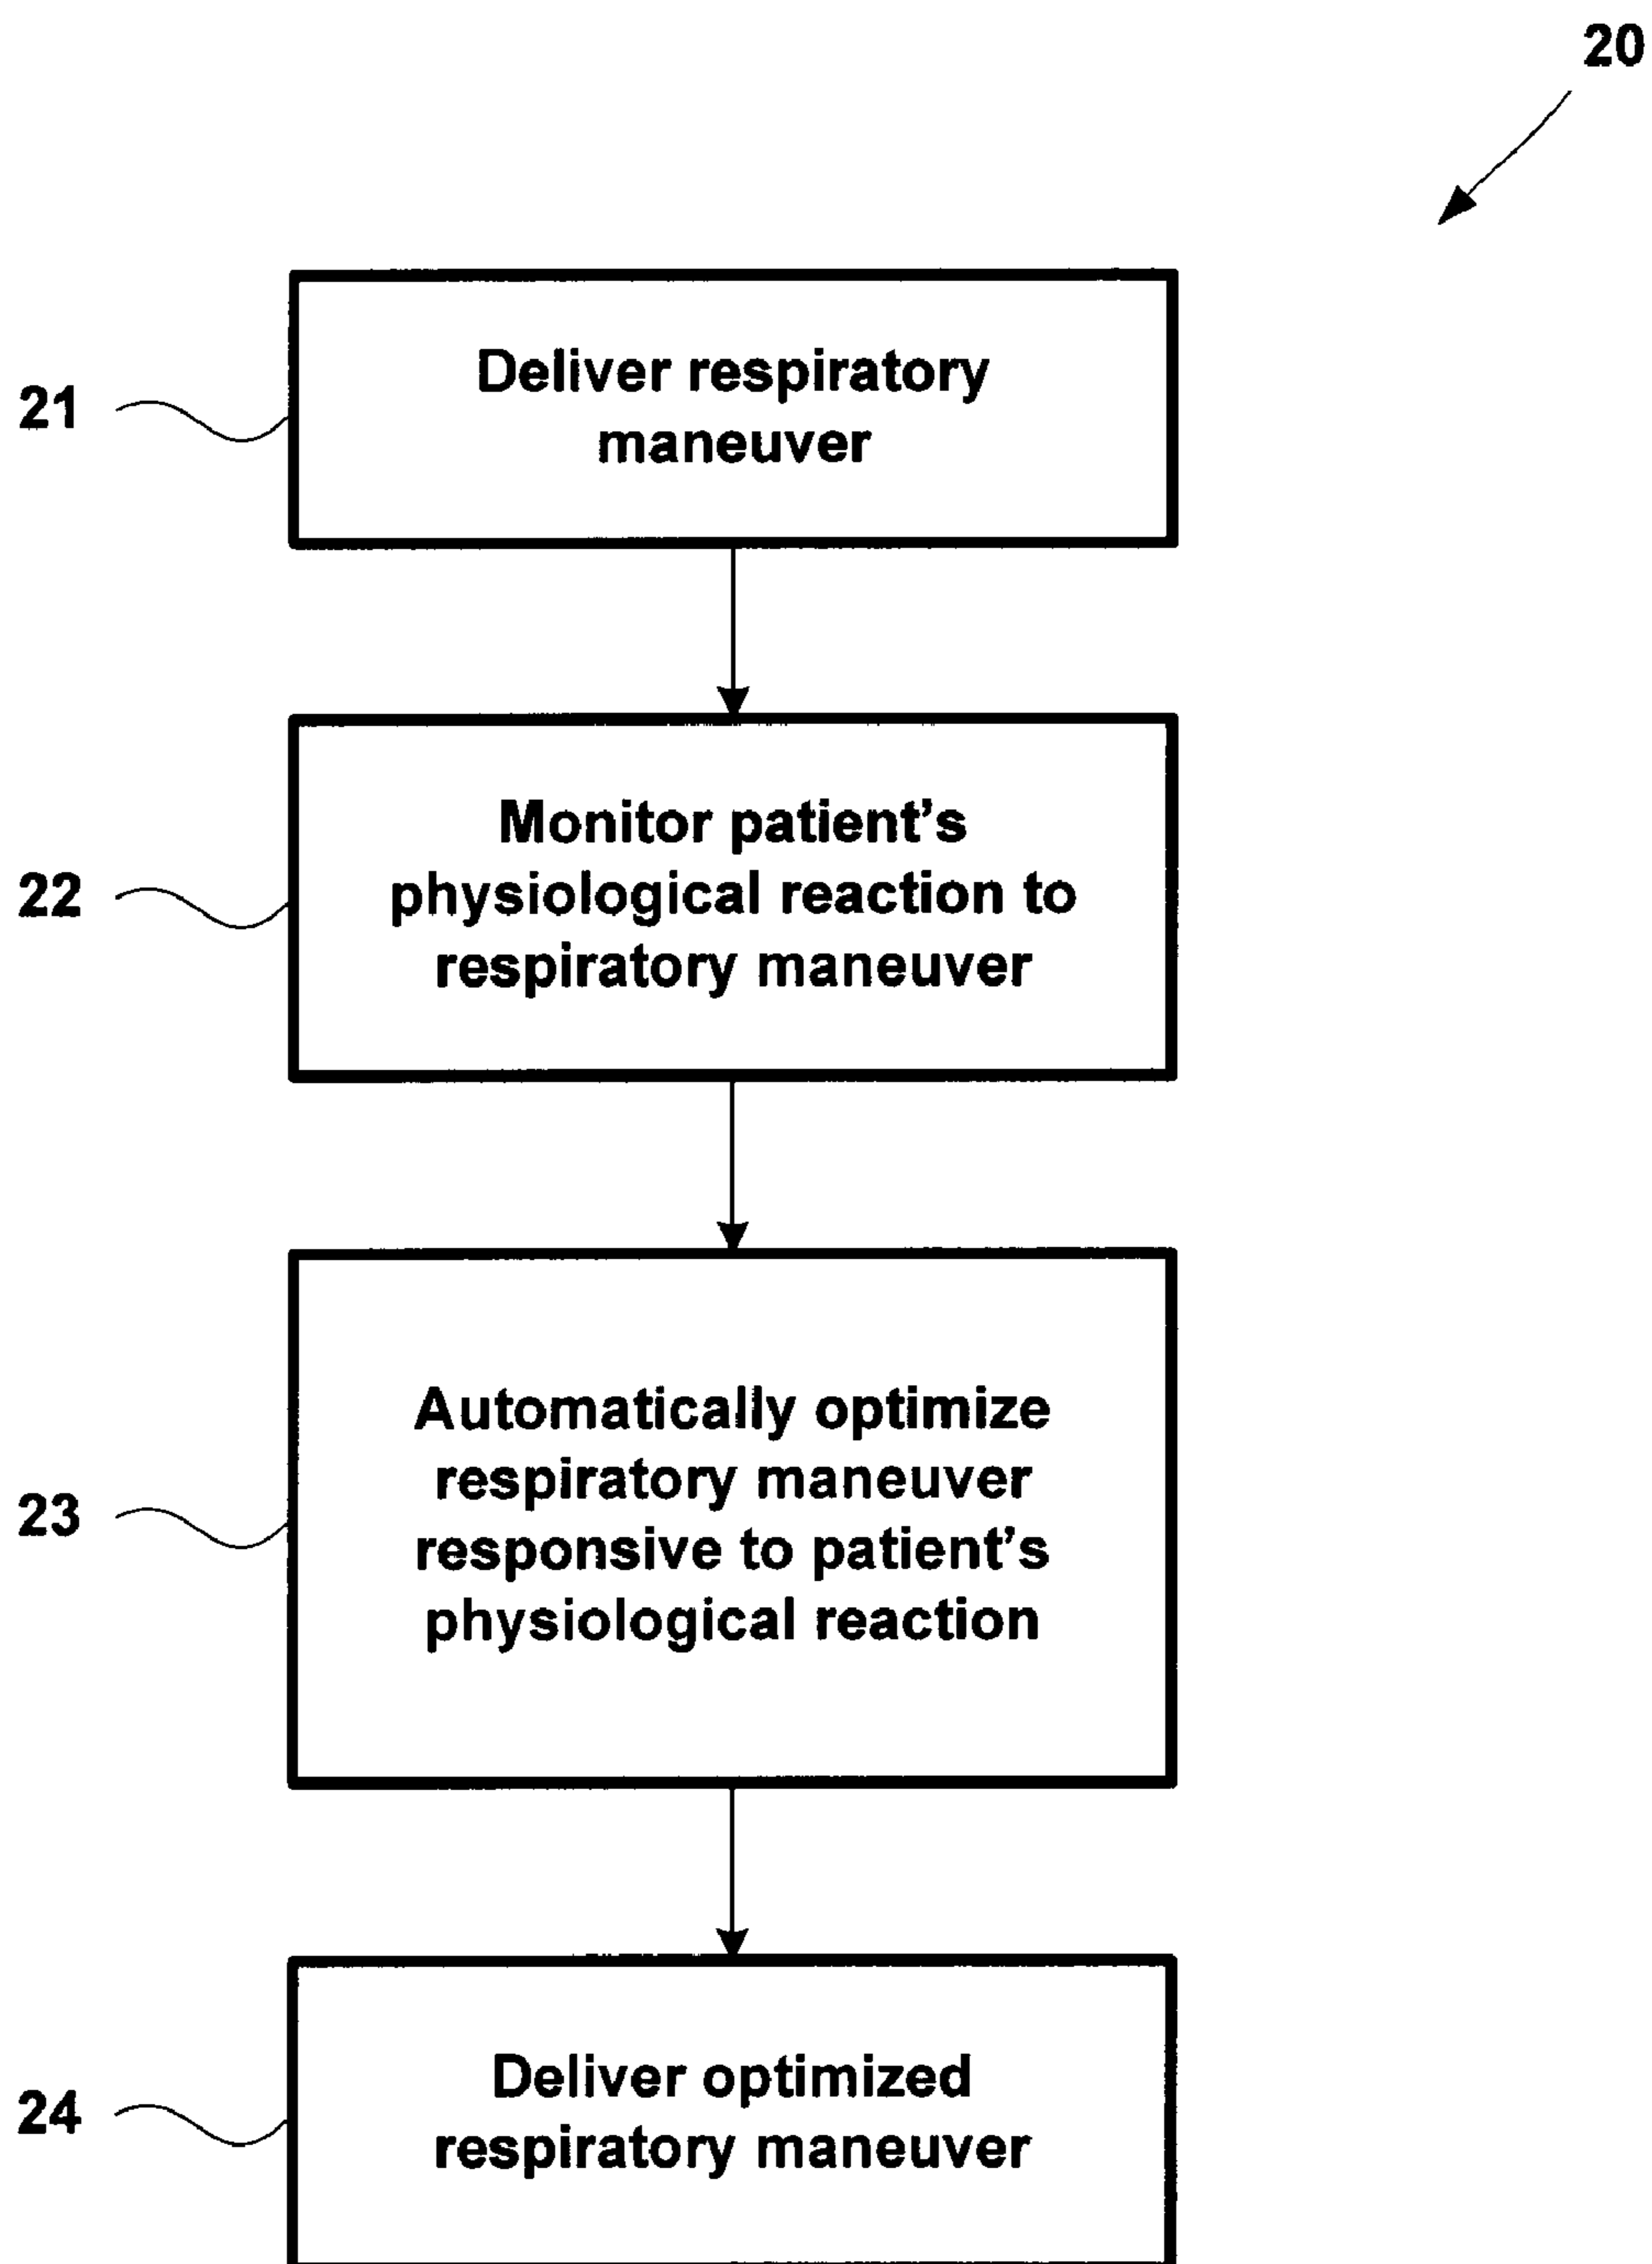 20
21
Deliver respiratory
maneuver
22
Monitor patient's
physiological reaction to
respiratory maneuver
23
Automatically optimize
respiratory maneuver
responsive to patient's
physiological reaction
24
Deliver optimized
respiratory maneuver